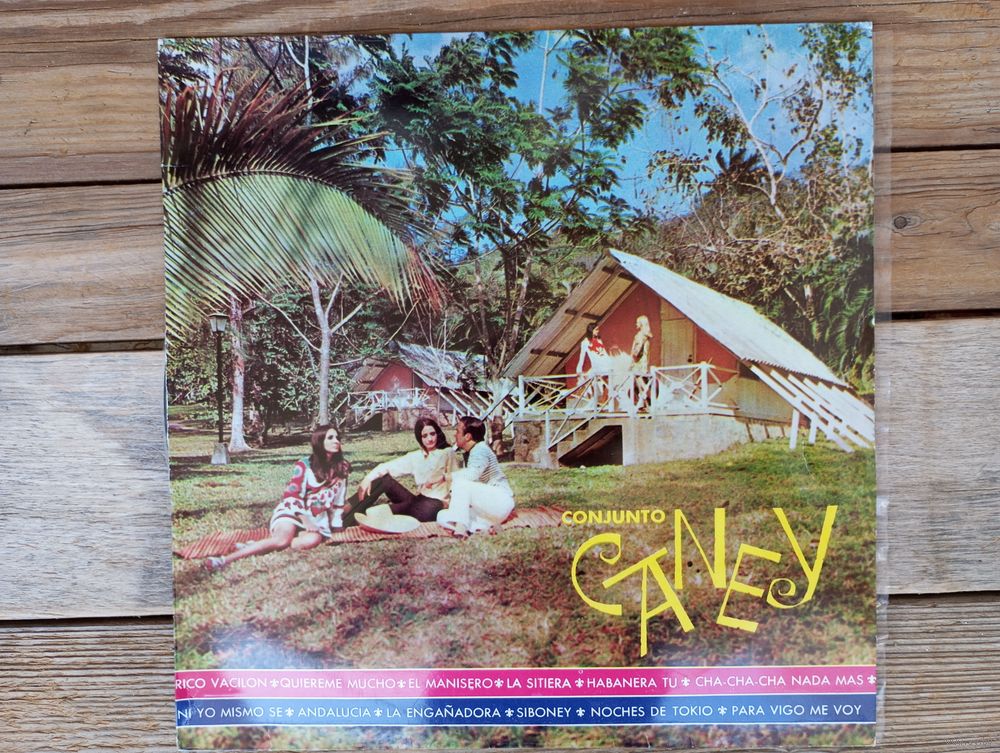 CONJUNTO
CANEY
RICO VACILON ⚜ QUIEREME MUCHO ⚜ EL MANISERO ⚜ LA SITIERA ⚜ HABANERA TU ⚜ CHA-CHA-CHA NADA MAS ⚜
NI YO MISMO SE ⚜ ANDALUCIA ⚜ LA ENGAÑADORA ⚜ SIBONEY ⚜ NOCHES DE TOKIO ⚜ PARA VIGO ME VOY